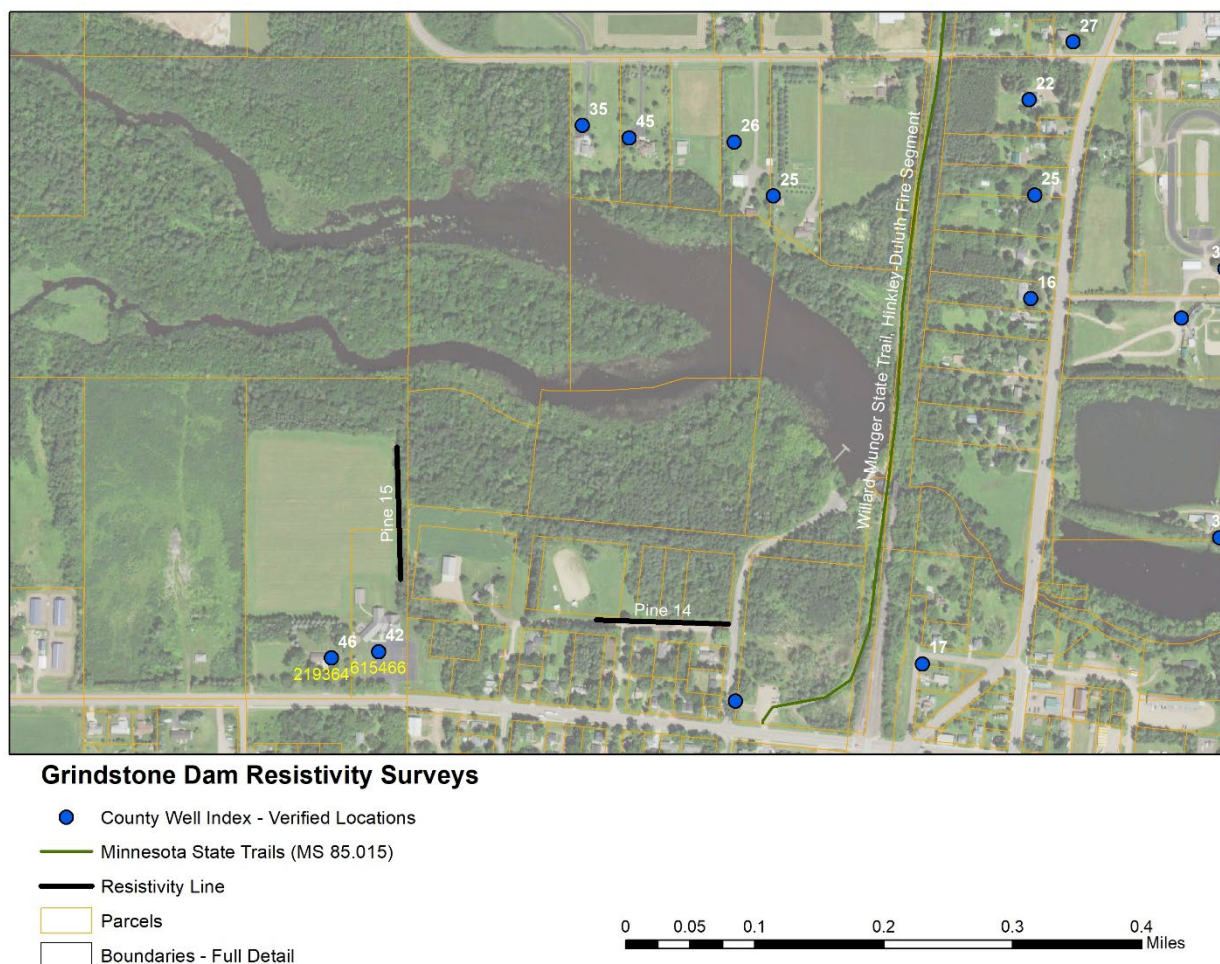 27
22
35
45
26
25
25
16
3
Willard Munger State Trail, Hinkley-Duluth Fire Segment
Pine 15
3
Pine 14
46
42
219364
615466
17
Grindstone Dam Resistivity Surveys
County Well Index - Verified Locations
Minnesota State Trails (MS 85.015)
Resistivity Line
Parcels
Boundaries - Full Detail
0 0.05 0.1 0.2 0.3 0.4
Miles